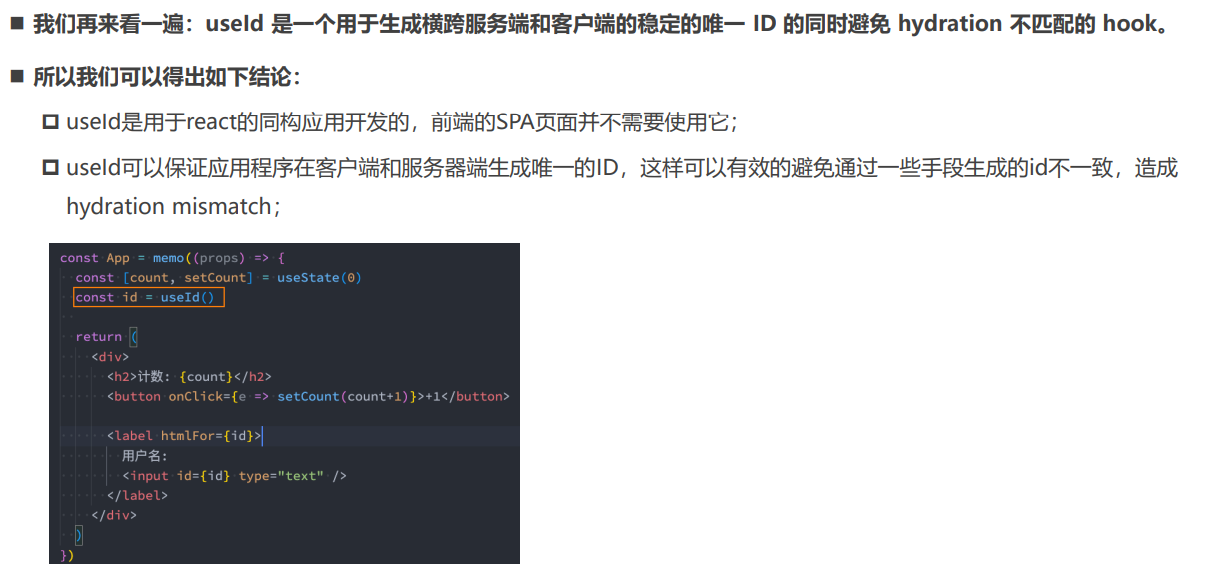 我们再来看一遍：useId 是一个用于生成横跨服务端和客户端的稳定的唯一 ID 的同时避免 hydration 不匹配的 hook。
所以我们可以得出如下结论：
useId是用于react的同构应用开发的，前端的SPA页面并不需要使用它；
useId可以保证应用程序在客户端和服务器端生成唯一的ID，这样可以有效的避免通过一些手段生成的id不一致，造成
hydration mismatch；
const App = memo((props) => {
const [count, setCount] = useState(0)
const id = useId()
return (
<div>
<h2>计数: {count}</h2>
<button onClick={e => setCount(count+1)}>+1</button>
<label htmlFor={id}>
用户名:
<input id={id} type="text" />
</label>
</div>
)
})